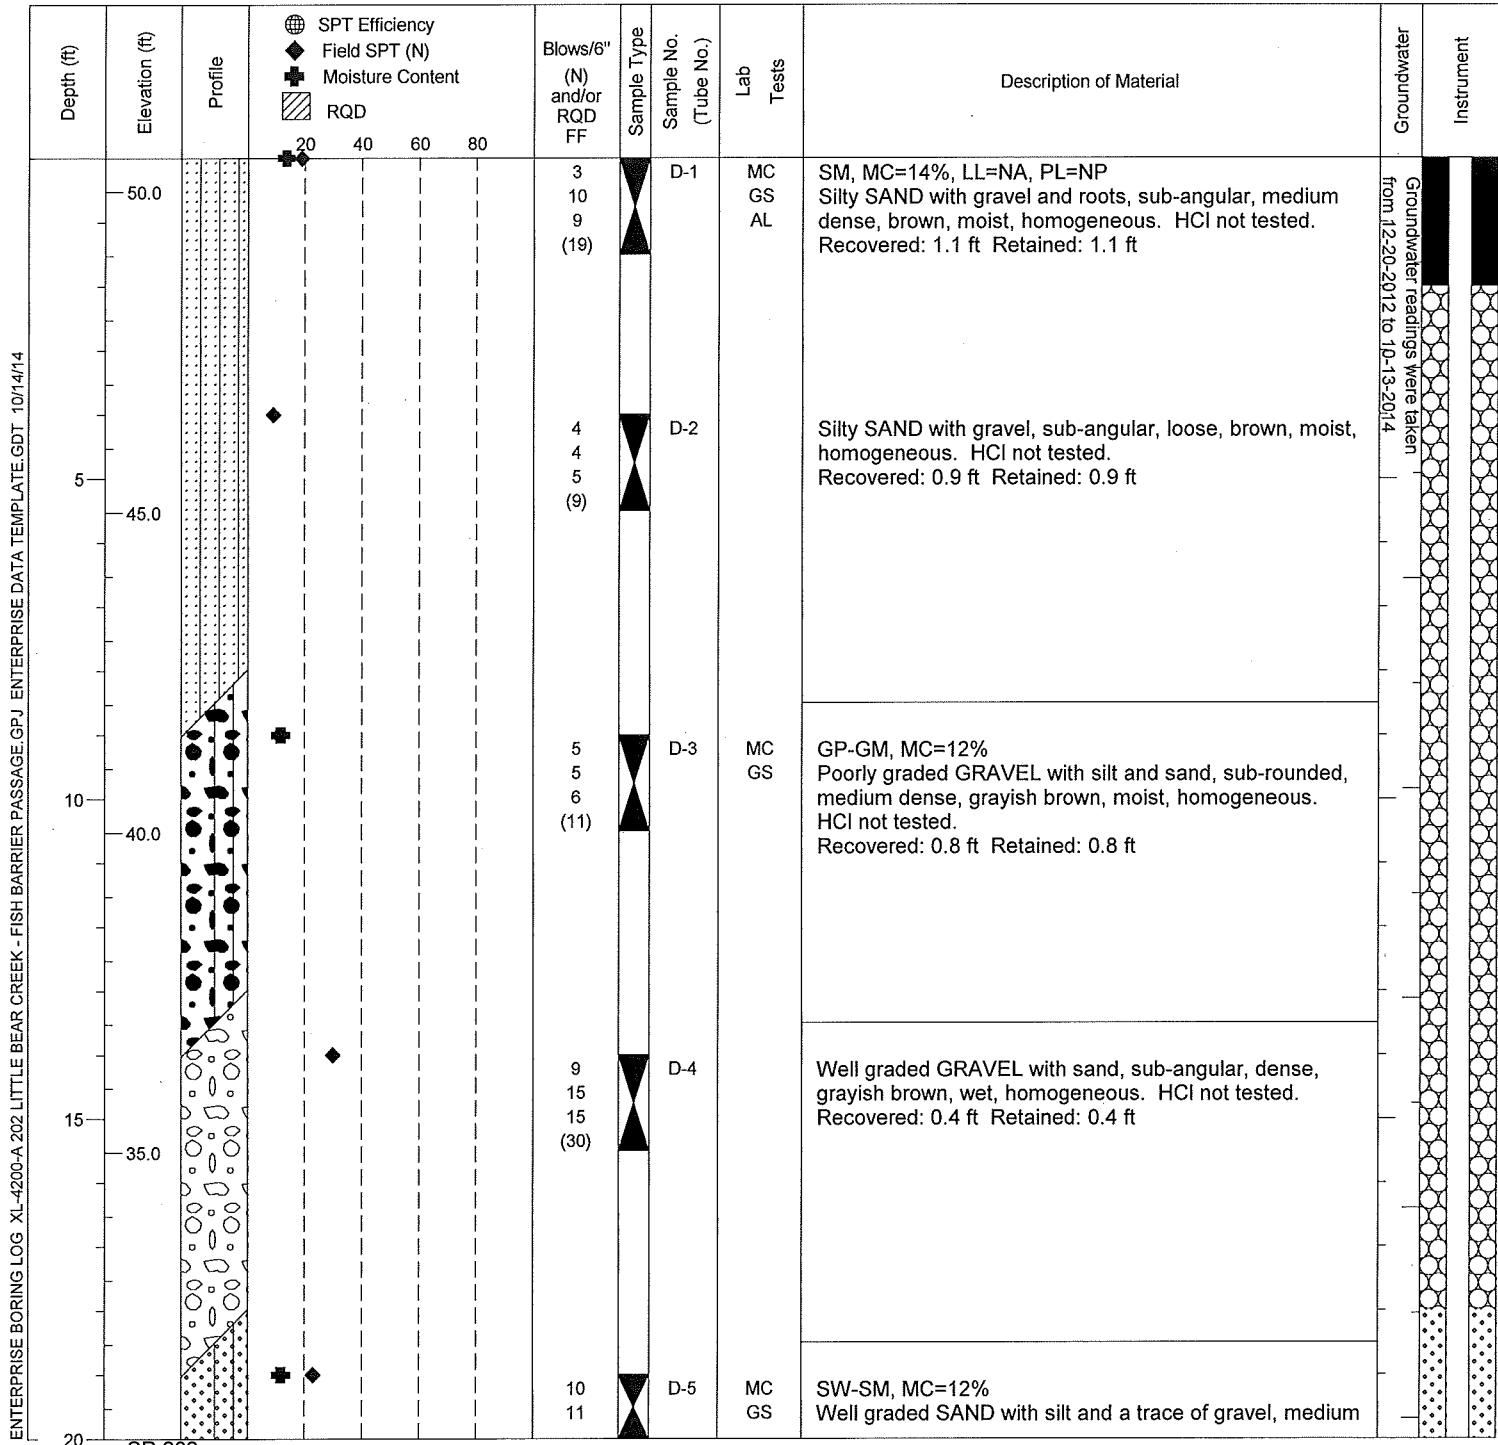 SPT Efficiency
Field SPT (N)
Moisture Content
RQD
Depth (ft)
Elevation (ft)
Profile
20 40 60 80
Blows/6"
(N)
and/or
RQD
FF
Sample Type
Sample No.
(Tube No.)
Lab
Tests
Description of Material
Groundwater
Instrument
50.0
3
10
9
(19)
D-1
MC
GS
AL
SM, MC=14%, LL=NA, PL=NP
Silty SAND with gravel and roots, sub-angular, medium
dense, brown, moist, homogeneous. HCl not tested.
Recovered: 1.1 ft Retained: 1.1 ft
Groundwater readings were taken
from 12-20-2012 to 10-13-2014
5
45.0
4
4
5
(9)
D-2
Silty SAND with gravel, sub-angular, loose, brown, moist,
homogeneous. HCl not tested.
Recovered: 0.9 ft Retained: 0.9 ft
10
40.0
5
5
6
(11)
D-3
MC
GS
GP-GM, MC=12%
Poorly graded GRAVEL with silt and sand, sub-rounded,
medium dense, grayish brown, moist, homogeneous.
HCl not tested.
Recovered: 0.8 ft Retained: 0.8 ft
15
35.0
9
15
15
(30)
D-4
Well graded GRAVEL with sand, sub-angular, dense,
grayish brown, wet, homogeneous. HCl not tested.
Recovered: 0.4 ft Retained: 0.4 ft
20
10
11
D-5
MC
GS
SW-SM, MC=12%
Well graded SAND with silt and a trace of gravel, medium
ENTERPRISE BORING LOG XL-4200-A 202 LITTLE BEAR CREEK - FISH BARRIER PASSAGE.GPJ ENTERPRISE DATA TEMPLATE.GDT 10/14/14